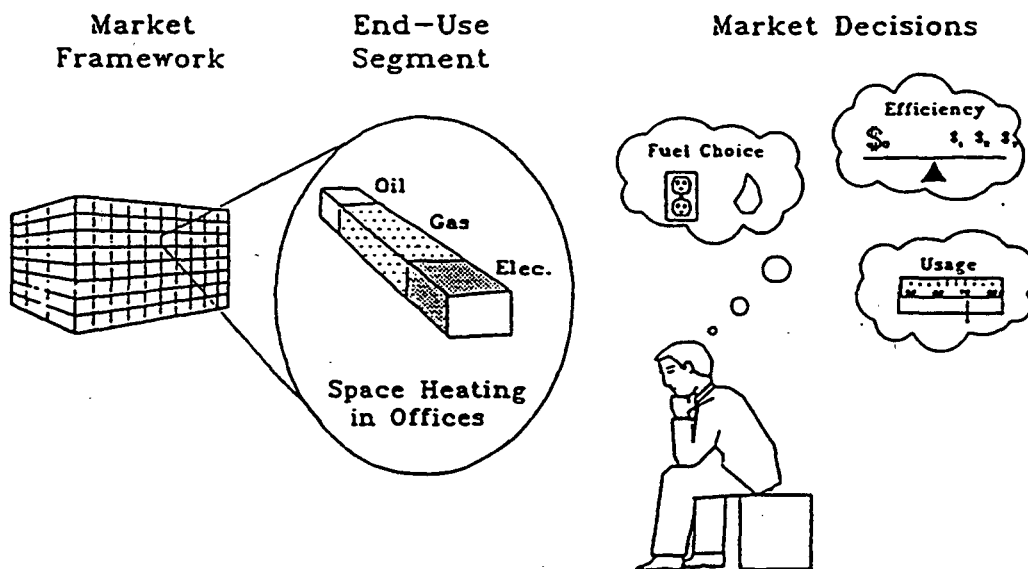 Market
Framework
End-Use
Segment
Market Decisions
Oil
Gas
Elec.
Space Heating
in Offices
Fuel Choice
Efficiency
Usage